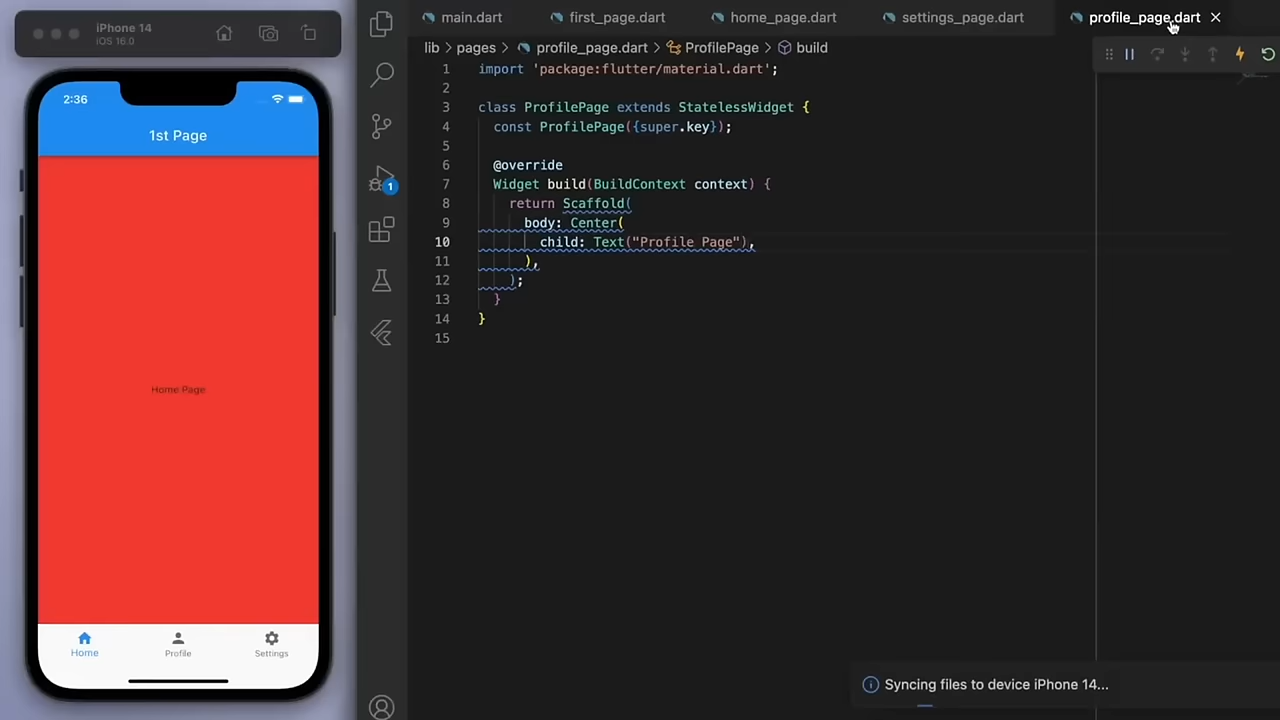 iPhone 14
iOS 16.0
2:36
1st Page
Home Page
Home
Profile
Settings
1
main.dart
first_page.dart
home_page.dart
settings_page.dart
profile_page.dart
lib > pages > profile_page.dart > ProfilePage > build
1 import 'package:flutter/material.dart';
2
3 class ProfilePage extends StatelessWidget {
4 const ProfilePage({super.key});
5
6 @override
7 Widget build(BuildContext context) {
8 return Scaffold(
9 body: Center(
10 child: Text("Profile Page"),
11 ),
12 );
13 }
14 }
15
Syncing files to device iPhone 14...